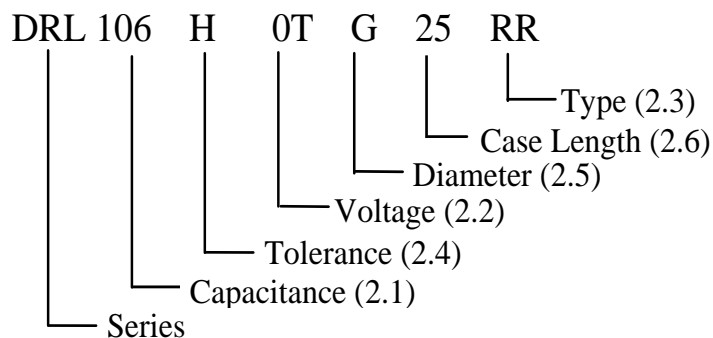 DRL 106 H 0T G 25 RR
Type (2.3)
Case Length (2.6)
Diameter (2.5)
Voltage (2.2)
Tolerance (2.4)
Capacitance (2.1)
Series